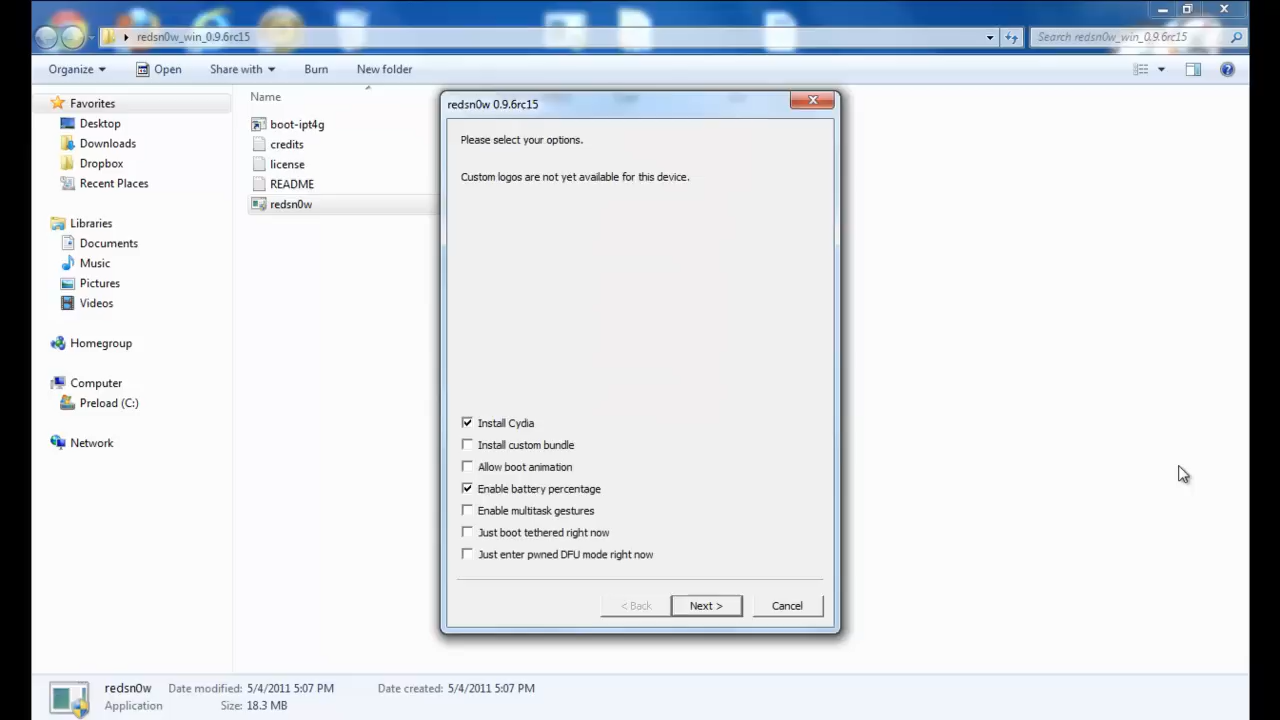 redsn0w_win_0.9.6rc15
Search redsn0w_win_0.9.6rc15
Organize
Open
Share with
Burn
New folder
Favorites
Desktop
Downloads
Dropbox
Recent Places
Libraries
Documents
Music
Pictures
Videos
Homegroup
Computer
Preload (C:)
Network
Name
boot-ipt4g
credits
license
README
redsn0w
redsn0w 0.9.6rc15
Please select your options.
Custom logos are not yet available for this device.
Install Cydia
Install custom bundle
Allow boot animation
Enable battery percentage
Enable multitask gestures
Just boot tethered right now
Just enter pwned DFU mode right now
< Back
Next >
Cancel
redsn0w Date modified: 5/4/2011 5:07 PM Date created: 5/4/2011 5:07 PM
Application Size: 18.3 MB